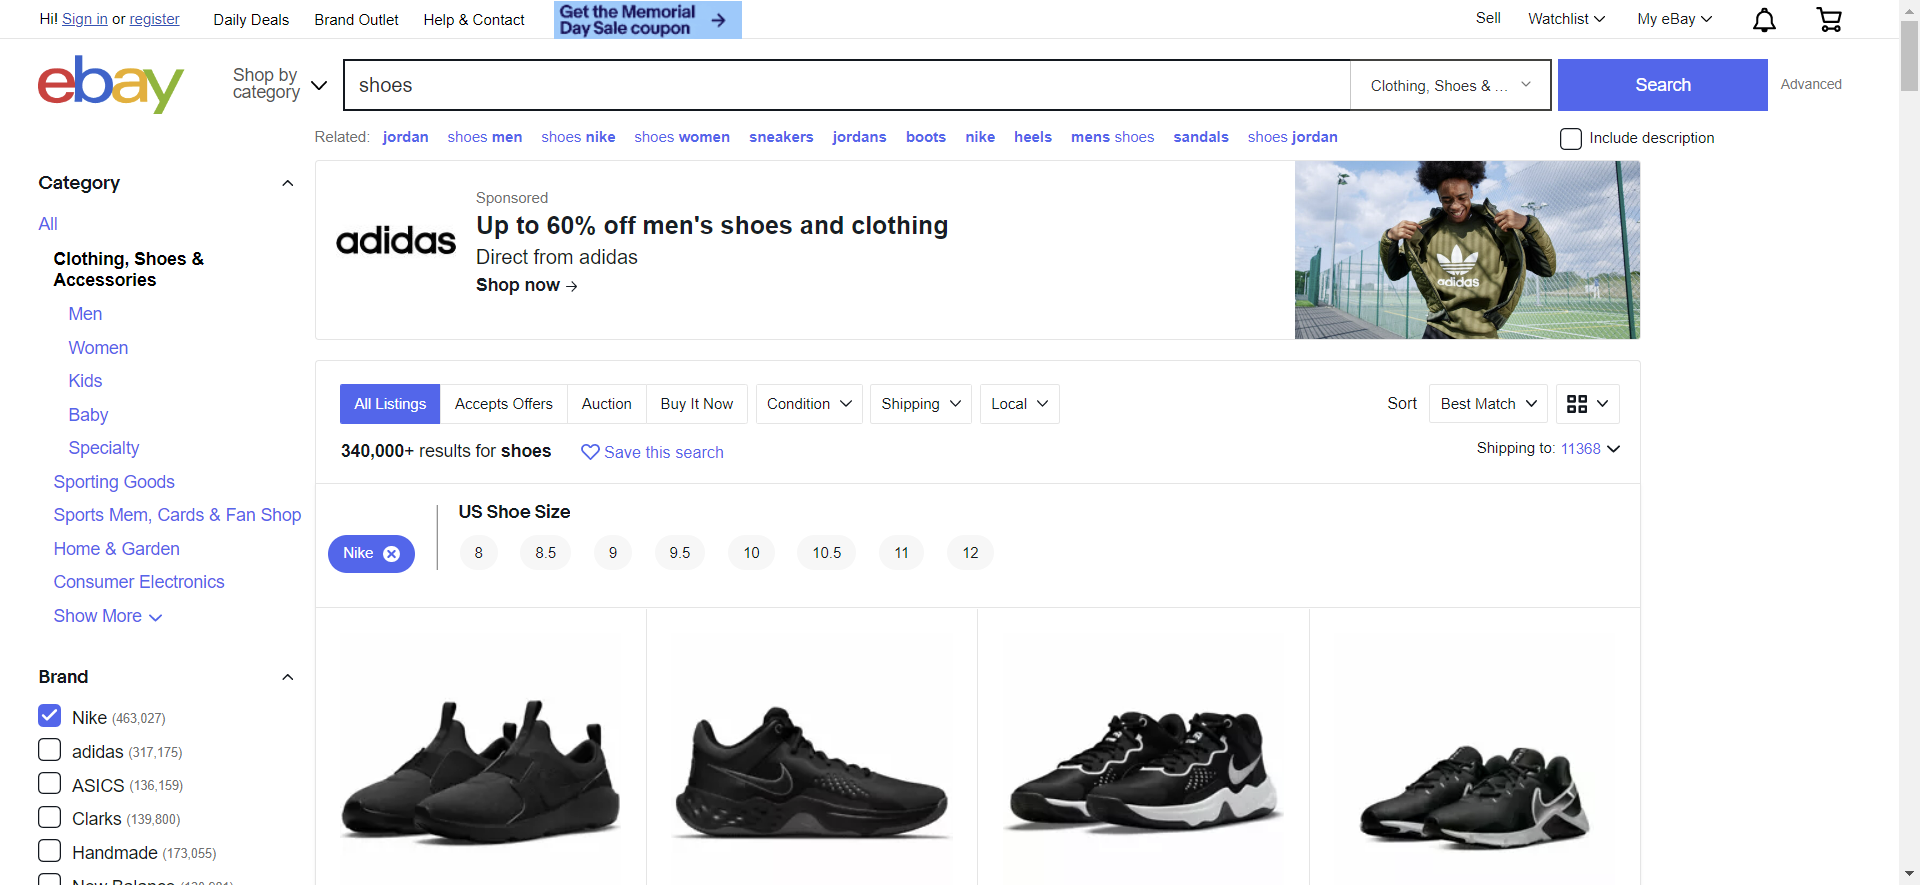 Hi! Sign in or register
Daily Deals
Brand Outlet
Help & Contact
Get the Memorial
Day Sale coupon
Sell
Watchlist
My eBay
ebay
Shop by
category
shoes
Clothing, Shoes & ...
Search
Advanced
Related: jordan shoes men shoes nike shoes women sneakers jordans boots nike heels mens shoes sandals shoes jordan
Include description
Category
All
Clothing, Shoes &
Accessories
Men
Women
Kids
Baby
Specialty
Sporting Goods
Sports Mem, Cards & Fan Shop
Home & Garden
Consumer Electronics
Show More
Brand
Nike (463,027)
adidas (317,175)
ASICS (136,159)
Clarks (139,800)
Handmade (173,055)
New Balance
adidas
Sponsored
Up to 60% off men's shoes and clothing
Direct from adidas
Shop now →
adidas
All Listings
Accepts Offers
Auction
Buy It Now
Condition
Shipping
Local
Sort
Best Match
340,000+ results for shoes
Save this search
Shipping to: 11368
Nike
US Shoe Size
8 8.5 9 9.5 10 10.5 11 12